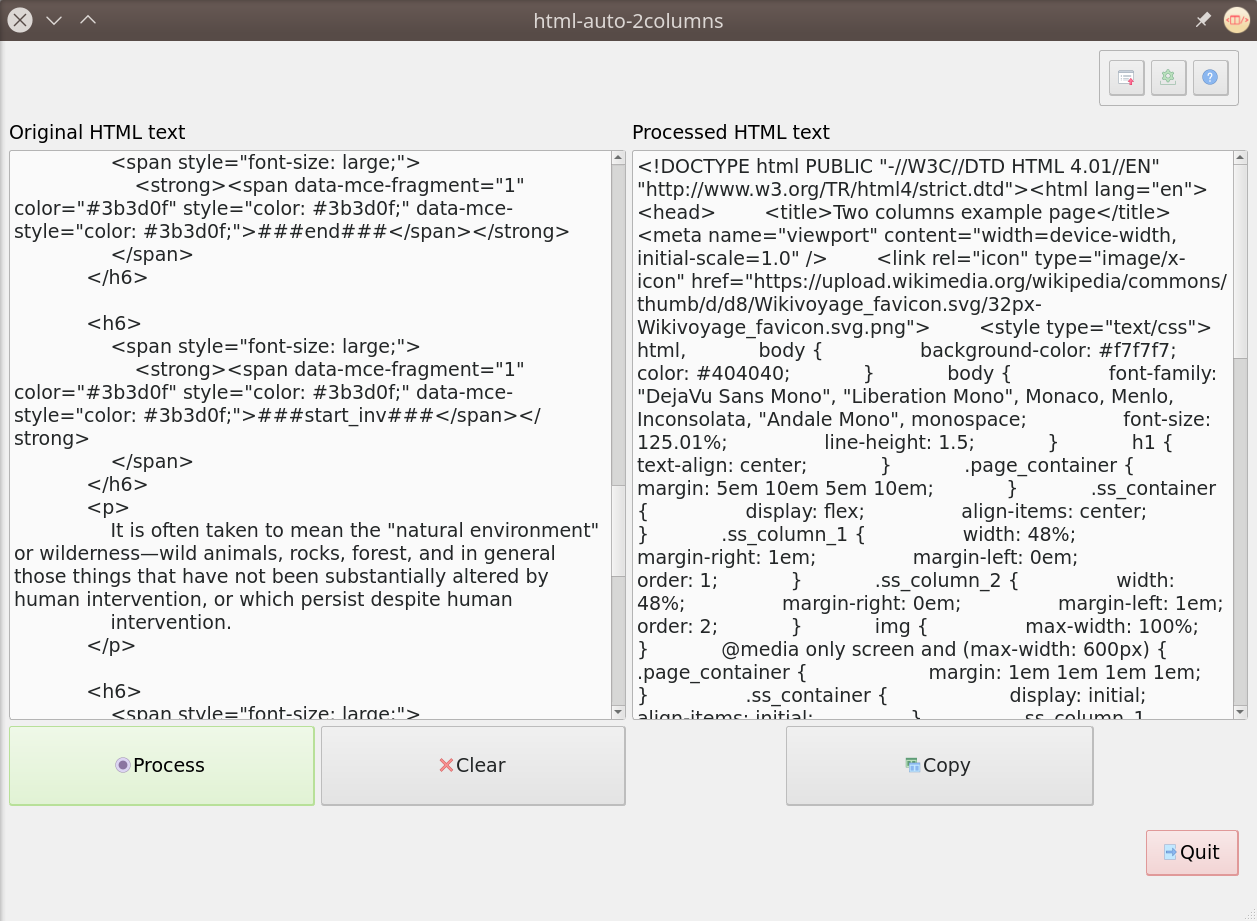 html-auto-2columns
Original HTML text
<span style="font-size: large;">
<strong><span data-mce-fragment="1"
color="#3b3d0f" style="color: #3b3d0f;" data-mce-
style="color: #3b3d0f;">###end###</span></strong>
</span>
</h6>
<h6>
<span style="font-size: large;">
<strong><span data-mce-fragment="1"
color="#3b3d0f" style="color: #3b3d0f;" data-mce-
style="color: #3b3d0f;">###start_inv###</span></
strong>
</span>
</h6>
<p>
It is often taken to mean the "natural environment"
or wilderness—wild animals, rocks, forest, and in general
those things that have not been substantially altered by
human intervention, or which persist despite human
intervention.
</p>
<h6>
<span style="font-size: large;">
Processed HTML text
<!DOCTYPE html PUBLIC "-//W3C//DTD HTML 4.01//EN"
"http://www.w3.org/TR/html4/strict.dtd"><html lang="en">
<head> <title>Two columns example page</title>
<meta name="viewport" content="width=device-width,
initial-scale=1.0" /> <link rel="icon" type="image/x-
icon" href="https://upload.wikimedia.org/wikipedia/commons/
thumb/d/d8/Wikivoyage_favicon.svg/32px-
Wikivoyage_favicon.svg.png"> <style type="text/css">
html, body { background-color: #f7f7f7;
color: #404040; } body { font-family:
"DejaVu Sans Mono", "Liberation Mono", Monaco, Menlo,
Inconsolata, "Andale Mono", monospace; font-size:
125.01%; line-height: 1.5; } h1 {
text-align: center; } .page_container {
margin: 5em 10em 5em 10em; } .ss_container
{ display: flex; align-items: center;
} .ss_column_1 { width: 48%;
margin-right: 1em; margin-left: 0em;
order: 1; } .ss_column_2 { width:
48%; margin-right: 0em; margin-left: 1em;
order: 2; } img { max-width: 100%;
} @media only screen and (max-width: 600px) {
.page_container { margin: 1em 1em 1em 1em;
} .ss_container { display: initial;
align-items: initial; } .ss_column_1
Process
Clear
Copy
Quit